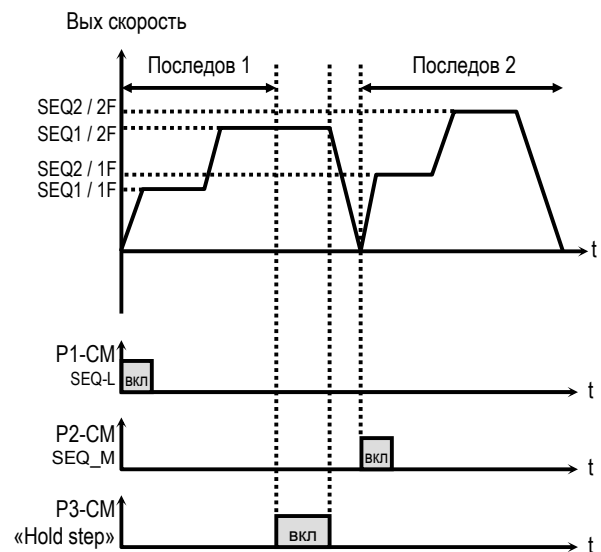 Вых скорость
Последов 1
Последов 2
SEQ2 / 2F
SEQ1 / 2F
SEQ2 / 1F
SEQ1 / 1F
t
P1-CM
SEQ-L
вкл
t
P2-CM
SEQ_M
вкл
t
P3-CM
«Hold step»
вкл
t